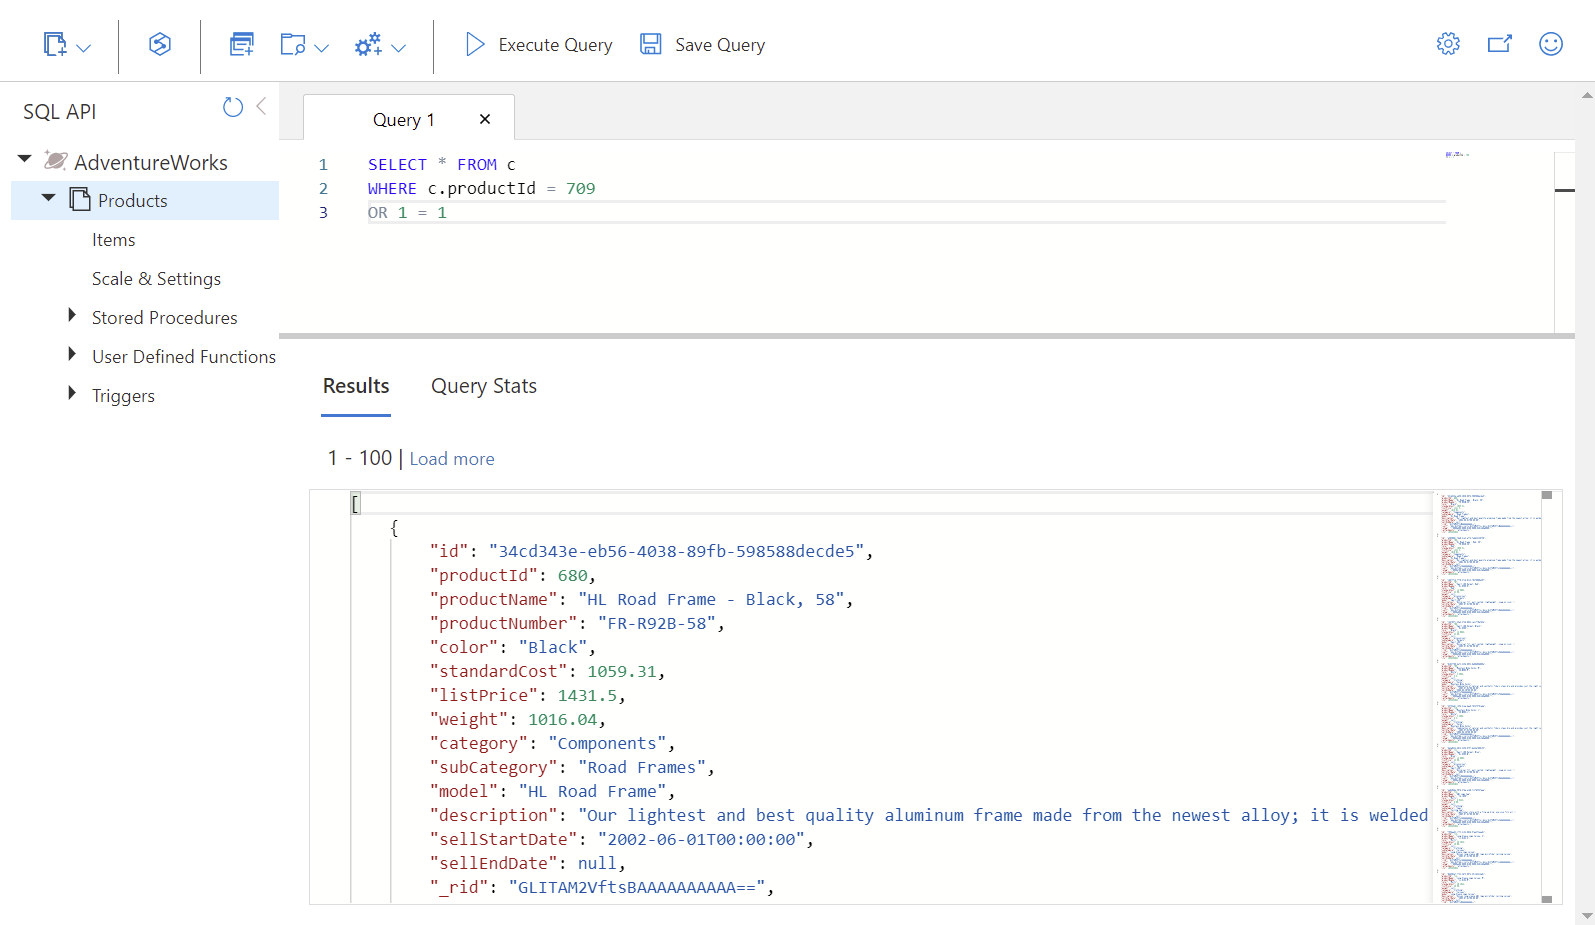 Execute Query
Save Query
SQL API
AdventureWorks
Products
Items
Scale & Settings
Stored Procedures
User Defined Functions
Triggers
Query 1
1 SELECT * FROM c
2 WHERE c.productId = 709
3 OR 1 = 1
Results Query Stats
1 - 100 | Load more
[
{
"id": "34cd343e-eb56-4038-89fb-598588decde5",
"productId": 680,
"productName": "HL Road Frame - Black, 58",
"productNumber": "FR-R92B-58",
"color": "Black",
"standardCost": 1059.31,
"listPrice": 1431.5,
"weight": 1016.04,
"category": "Components",
"subCategory": "Road Frames",
"model": "HL Road Frame",
"description": "Our lightest and best quality aluminum frame made from the newest alloy; it is welded
"sellStartDate": "2002-06-01T00:00:00",
"sellEndDate": null,
"_rid": "GLITAM2VftsBAAAAAAAAAA==",